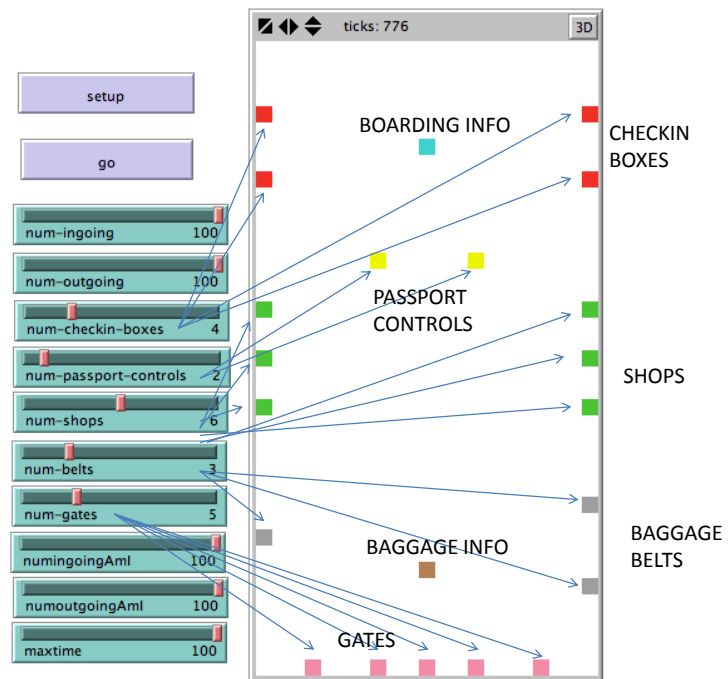 ticks: 776
3D
setup
go
num-ingoing 100
num-outgoing 100
num-checkin-boxes 4
num-passport-controls 2
num-shops 6
num-belts 3
num-gates 5
numingoingAmI 100
numoutgoingAmI 100
maxtime 100
BOARDING INFO
CHECKIN
BOXES
PASSPORT
CONTROLS
SHOPS
BAGGAGE
BELTS
BAGGAGE INFO
GATES